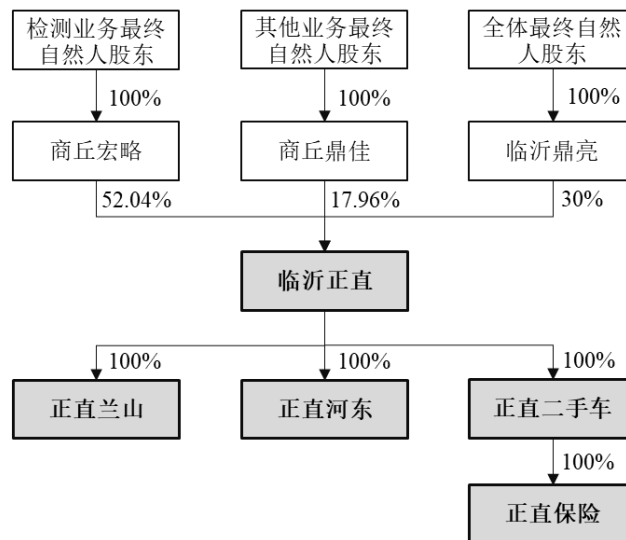 检测业务最终
自然人股东
其他业务最终
自然人股东
全体最终自然
人股东
100%
100%
100%
商丘宏略
商丘鼎佳
临沂鼎亮
52.04%
17.96%
30%
临沂正直
100%
100%
100%
正直兰山
正直河东
正直二手车
100%
正直保险